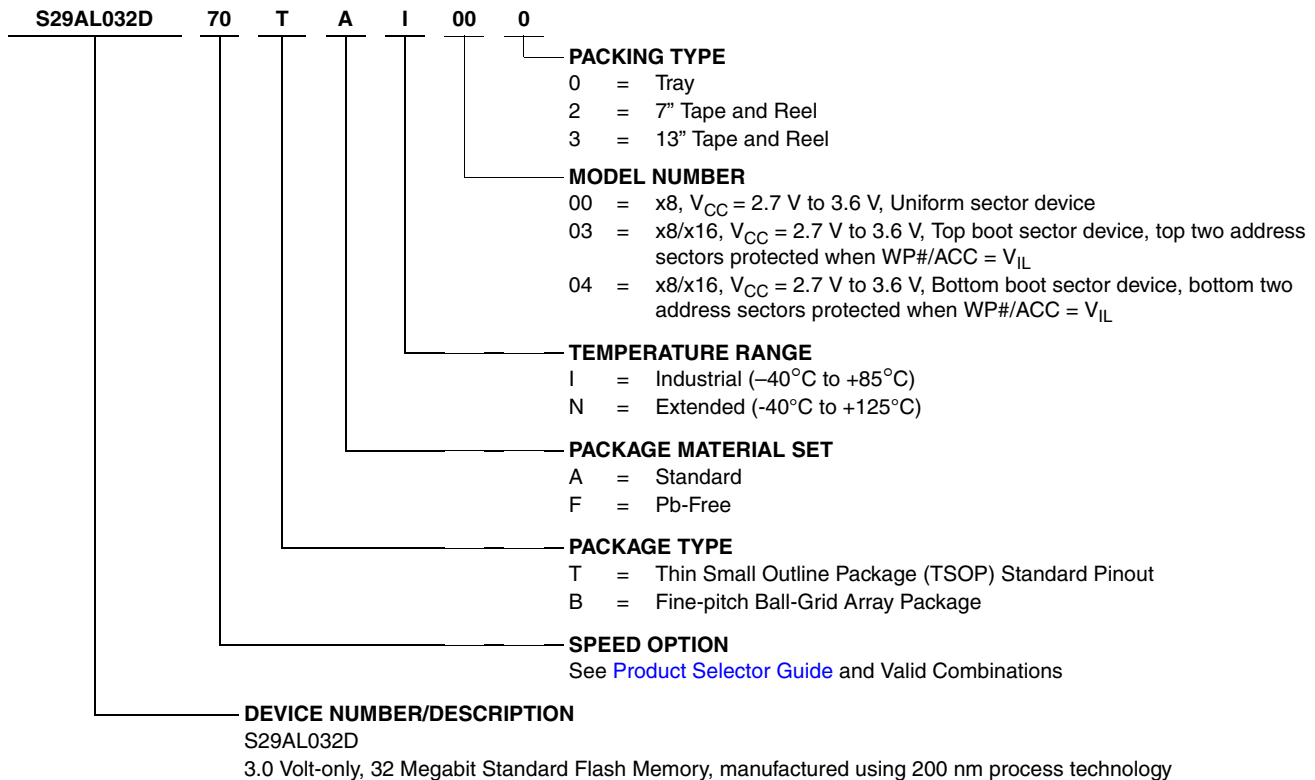 S29AL032D 70 T A I 00 0
PACKING TYPE
0 = Tray
2 = 7” Tape and Reel
3 = 13” Tape and Reel
MODEL NUMBER
00 = x8, VCC = 2.7 V to 3.6 V, Uniform sector device
03 = x8/x16, VCC = 2.7 V to 3.6 V, Top boot sector device, top two address
sectors protected when WP#/ACC = VIL
04 = x8/x16, VCC = 2.7 V to 3.6 V, Bottom boot sector device, bottom two
address sectors protected when WP#/ACC = VIL
TEMPERATURE RANGE
I = Industrial (–40°C to +85°C)
N = Extended (-40°C to +125°C)
PACKAGE MATERIAL SET
A = Standard
F = Pb-Free
PACKAGE TYPE
T = Thin Small Outline Package (TSOP) Standard Pinout
B = Fine-pitch Ball-Grid Array Package
SPEED OPTION
See Product Selector Guide and Valid Combinations
DEVICE NUMBER/DESCRIPTION
S29AL032D
3.0 Volt-only, 32 Megabit Standard Flash Memory, manufactured using 200 nm process technology